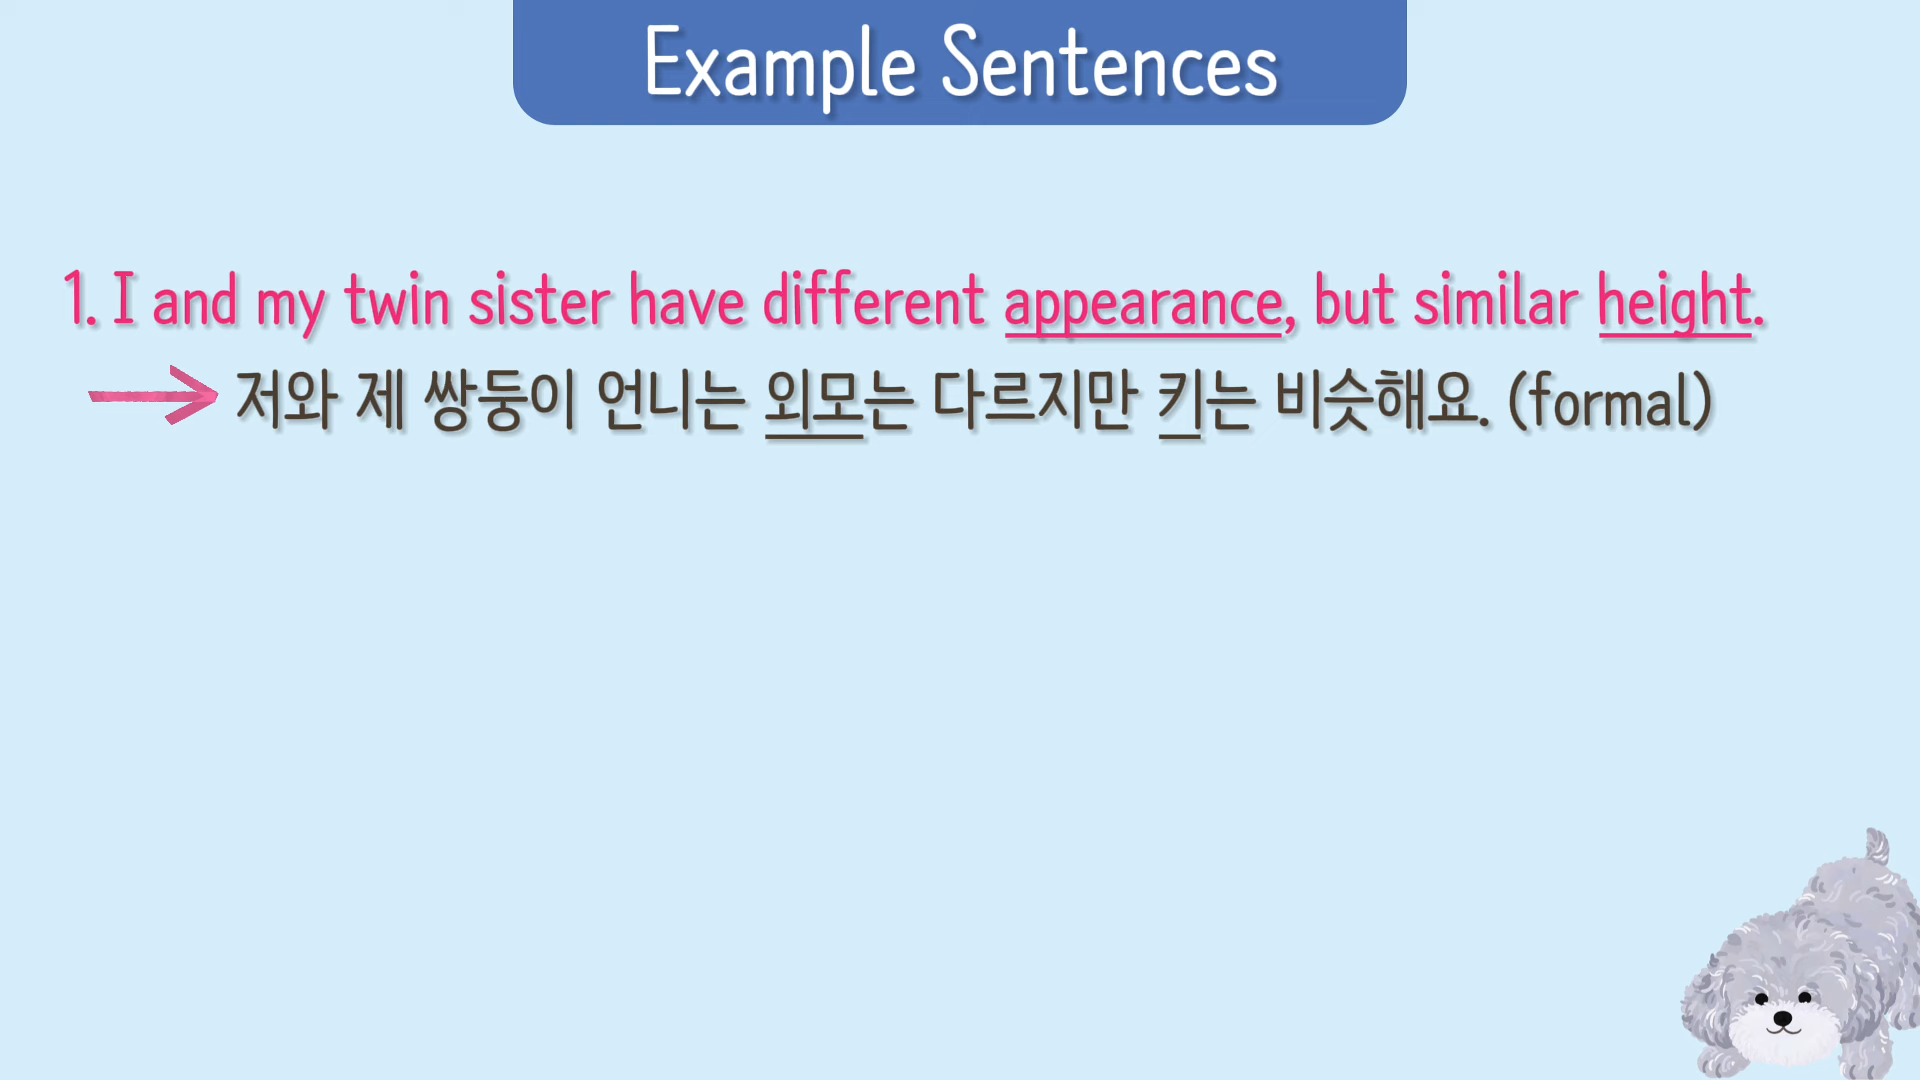 Example Sentences
1. I and my twin sister have different appearance, but similar height.
저와 제 쌍둥이 언니는 외모는 다르지만 키는 비슷해요. (formal)